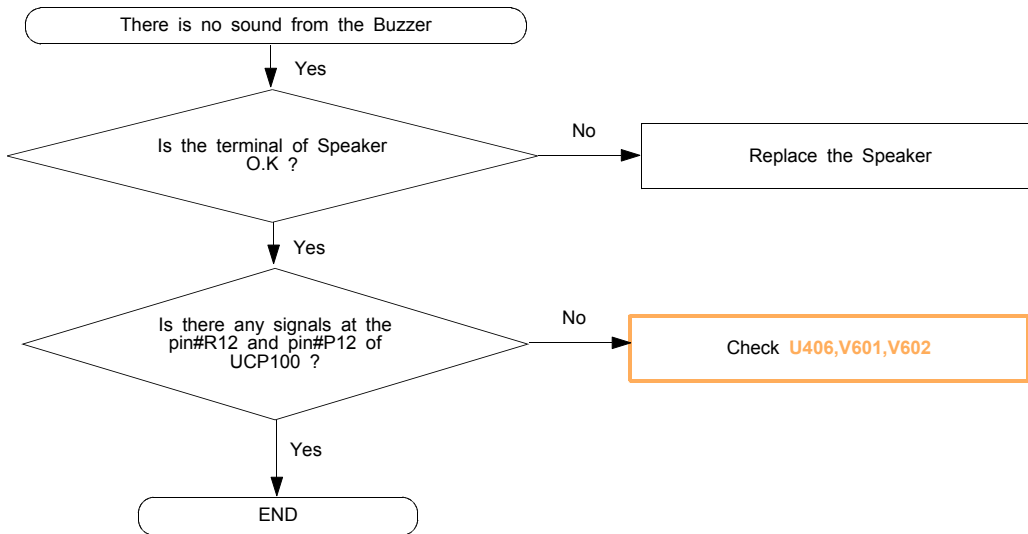 There is no sound from the Buzzer
Yes
Is the terminal of Speaker
O.K ?
No
Replace the Speaker
Yes
Is there any signals at the
pin#R12 and pin#P12 of
UCP100 ?
No
Check U406,V601,V602
Yes
END